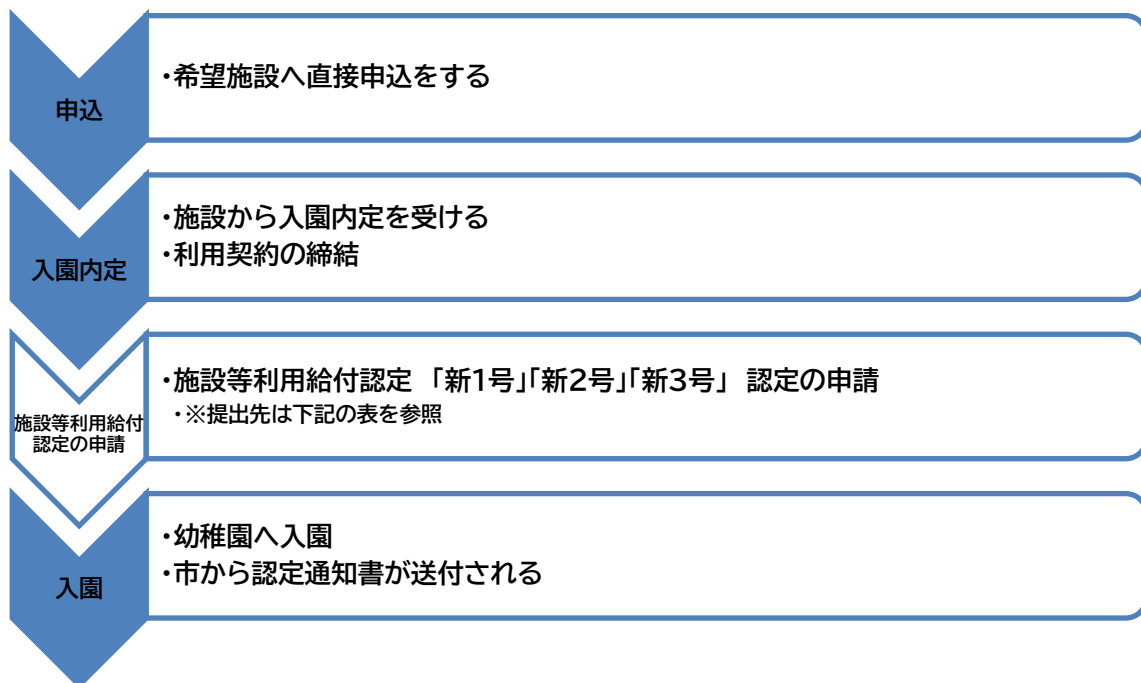 申込
・希望施設へ直接申込をする
入園内定
・施設から入園内定を受ける
・利用契約の締結
施設等利用給付
認定の申請
・施設等利用給付認定 「新1号」「新2号」「新3号」 認定の申請
・※提出先は下記の表を参照
入園
・幼稚園へ入園
・市から認定通知書が送付される